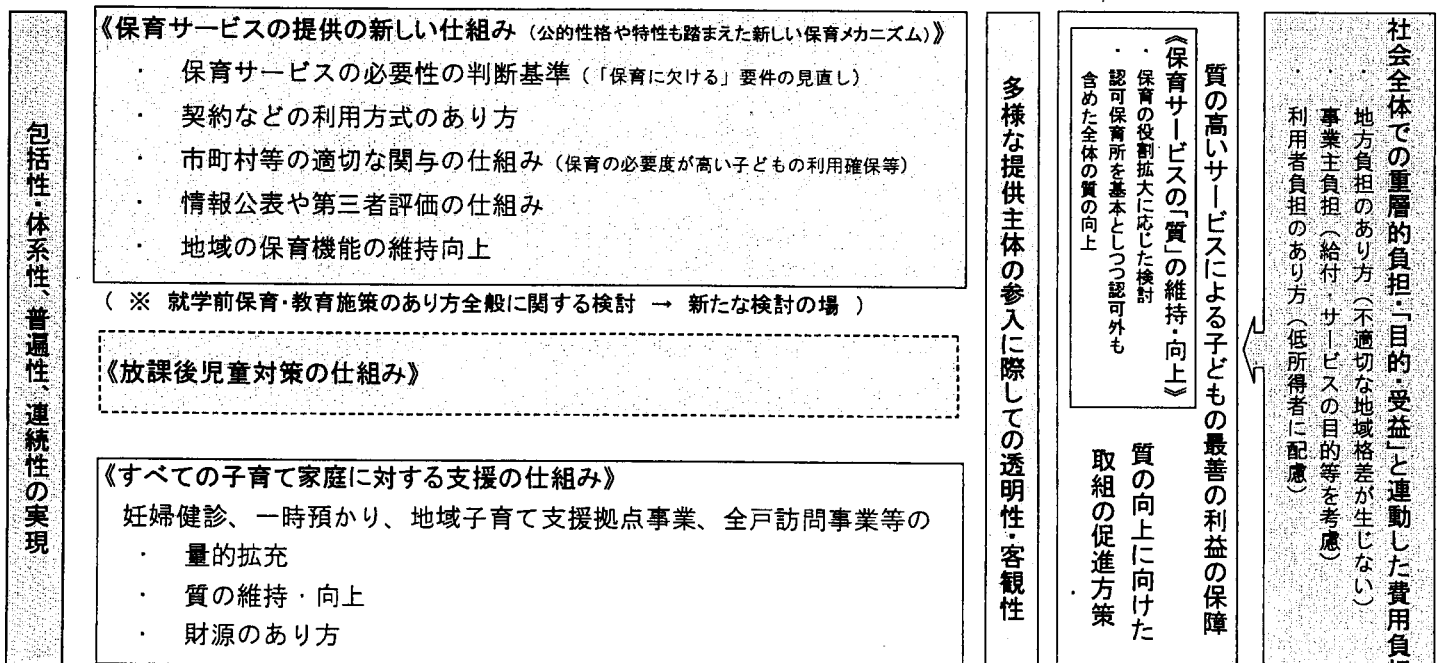 包括性・体系性、普遍性、連続性の実現
《保育サービスの提供の新しい仕組み（公的性格や特性も踏まえた新しい保育メカニズム）》
・ 保育サービスの必要性の判断基準（「保育に欠ける」要件の見直し）
・ 契約などの利用方式のあり方
・ 市町村等の適切な関与の仕組み（保育の必要度が高い子どもの利用確保等）
・ 情報公表や第三者評価の仕組み
・ 地域の保育機能の維持向上
（ ※ 就学前保育・教育施策のあり方全般に関する検討 → 新たな検討の場 ）
《放課後児童対策の仕組み》
《すべての子育て家庭に対する支援の仕組み》
妊婦健診、一時預かり、地域子育て支援拠点事業、全戸訪問事業等の
・ 量的拡充
・ 質の維持・向上
・ 財源のあり方
多様な提供主体の参入に際しての透明性・客観性
質の高いサービスによる子どもの最善の利益の保障
《保育サービスの「質」の維持・向上》
・ 保育の役割拡大に応じた検討
・ 認可保育所を基本としつつ認可外も
含めた全体の質の向上
質の向上に向けた
取組の促進方策
社会全体での重層的負担・「目的・受益」と連動した費用負
・ 地方負担のあり方（不適切な地域格差が生じない）
・ 事業主負担（給付・サービスの目的等を考慮）
・ 利用者負担のあり方（低所得者に配慮）